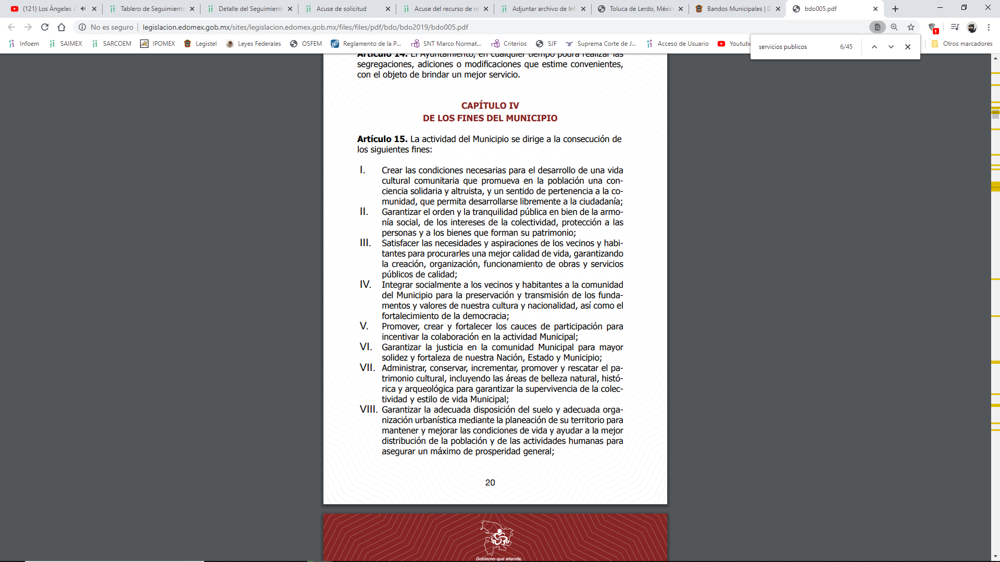 (121) Los Ángeles A
Tablero de Seguimiento
Detalle del Seguimiento
Acuse de solicitud
Acuse del recurso de re
Adjuntar archivo de Inf
Toluca de Lerdo, Méxic
Bandos Municipales | D
bdo005.pdf
No es seguro | legislacion.edomex.gob.mx/sites/legislacion.edomex.gob.mx/files/files/pdf/bdo/bdo2019/bdo005.pdf
Infoem SAIMEX SARCOEM IPOMEX Legistel Leyes Federales OSFEM Reglamento de la P... SNT Marco Normat... Criterios SJF Suprema Corte de J... Acceso de Usuario Youtube Otros marcadores
servicios publicos 6/45
Artículo 14. El Ayuntamiento, en cualquier tiempo podrá realizar las
segregaciones, adiciones o modificaciones que estime convenientes,
con el objeto de brindar un mejor servicio.
CAPÍTULO IV
DE LOS FINES DEL MUNICIPIO
Artículo 15. La actividad del Municipio se dirige a la consecución de
los siguientes fines:
I. Crear las condiciones necesarias para el desarrollo de una vida
cultural comunitaria que promueva en la población una con-
ciencia solidaria y altruista, y un sentido de pertenencia a la co-
munidad, que permita desarrollarse libremente a la ciudadanía;
II. Garantizar el orden y la tranquilidad pública en bien de la armo-
nía social, de los intereses de la colectividad, protección a las
personas y a los bienes que forman su patrimonio;
III. Satisfacer las necesidades y aspiraciones de los vecinos y habi-
tantes para procurarles una mejor calidad de vida, garantizando
la creación, organización, funcionamiento de obras y servicios
públicos de calidad;
IV. Integrar socialmente a los vecinos y habitantes a la comunidad
del Municipio para la preservación y transmisión de los funda-
mentos y valores de nuestra cultura y nacionalidad, así como el
fortalecimiento de la democracia;
V. Promover, crear y fortalecer los cauces de participación para
incentivar la colaboración en la actividad Municipal;
VI. Garantizar la justicia en la comunidad Municipal para mayor
solidez y fortaleza de nuestra Nación, Estado y Municipio;
VII. Administrar, conservar, incrementar, promover y rescatar el pa-
trimonio cultural, incluyendo las áreas de belleza natural, histó-
rica y arqueológica para garantizar la supervivencia de la colec-
tividad y estilo de vida Municipal;
VIII. Garantizar la adecuada disposición del suelo y adecuada orga-
nización urbanística mediante la planeación de su territorio para
mantener y mejorar las condiciones de vida y ayudar a la mejor
distribución de la población y de las actividades humanas para
asegurar un máximo de prosperidad general;
20
Gobierno que atiende,